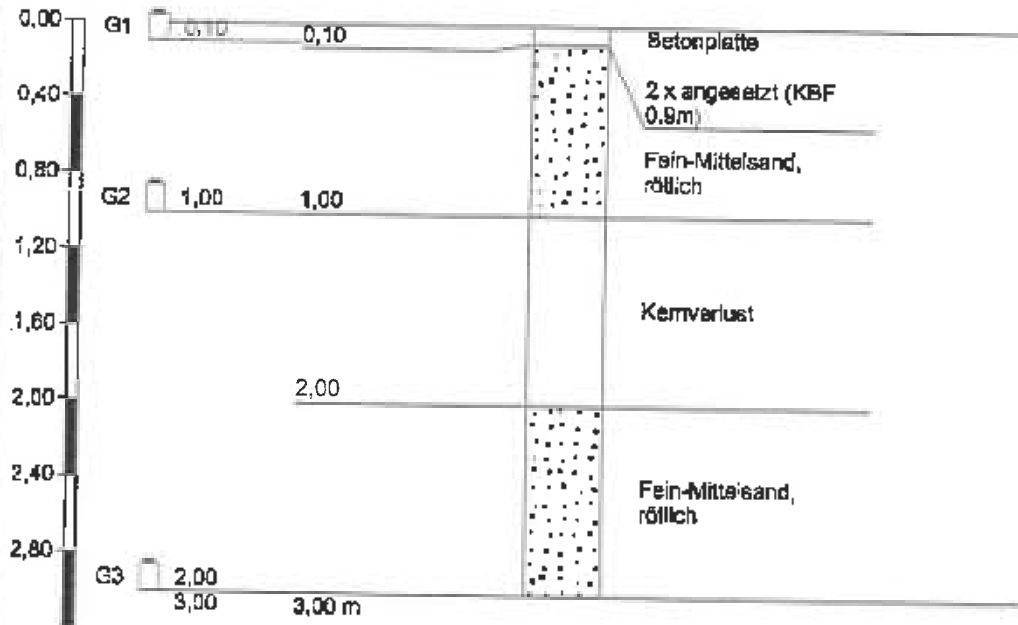 0,00
G1
0,10
0,10
Betonplatte
0,40
2 x angesetzt (KBF
0.9m)
0,80
Fein-Mittelsand,
rötlich
G2
1,00
1,00
1,20
1,60
Kernverlust
2,00
2,00
2,40
Fein-Mittelsand,
rötlich
2,80
G3
2,00
3,00
3,00 m